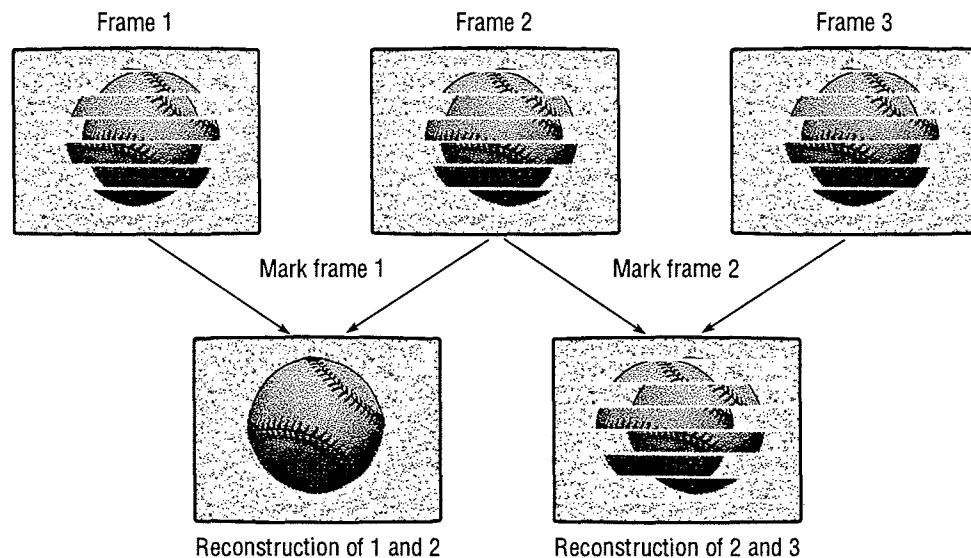 Frame 1
Frame 2
Frame 3
Mark frame 1
Mark frame 2
Reconstruction of 1 and 2
Reconstruction of 2 and 3